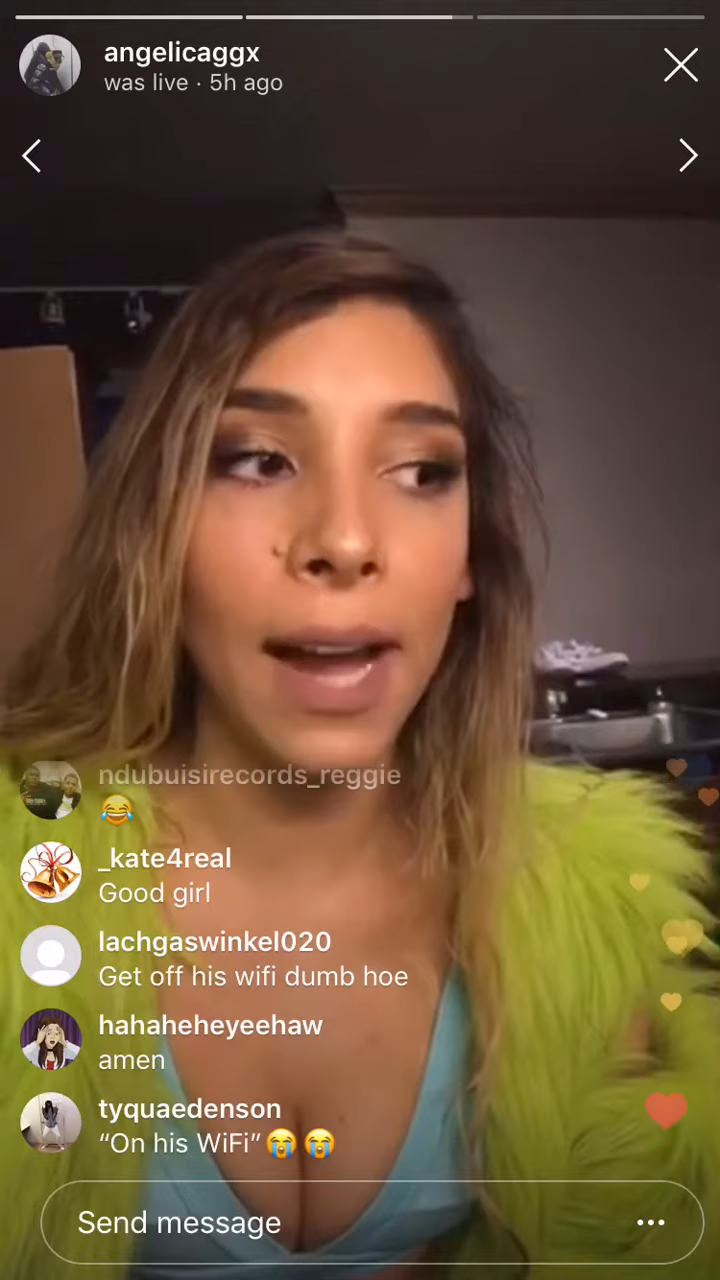 angelicaggx
was live · 5h ago
ndubuisirecords_reggie
😂
_kate4real
Good girl
lachgaswinkel020
Get off his wifi dumb hoe
hahaheheyeehaw
amen
tyquaedenson
“On his WiFi”😭😭
Send message